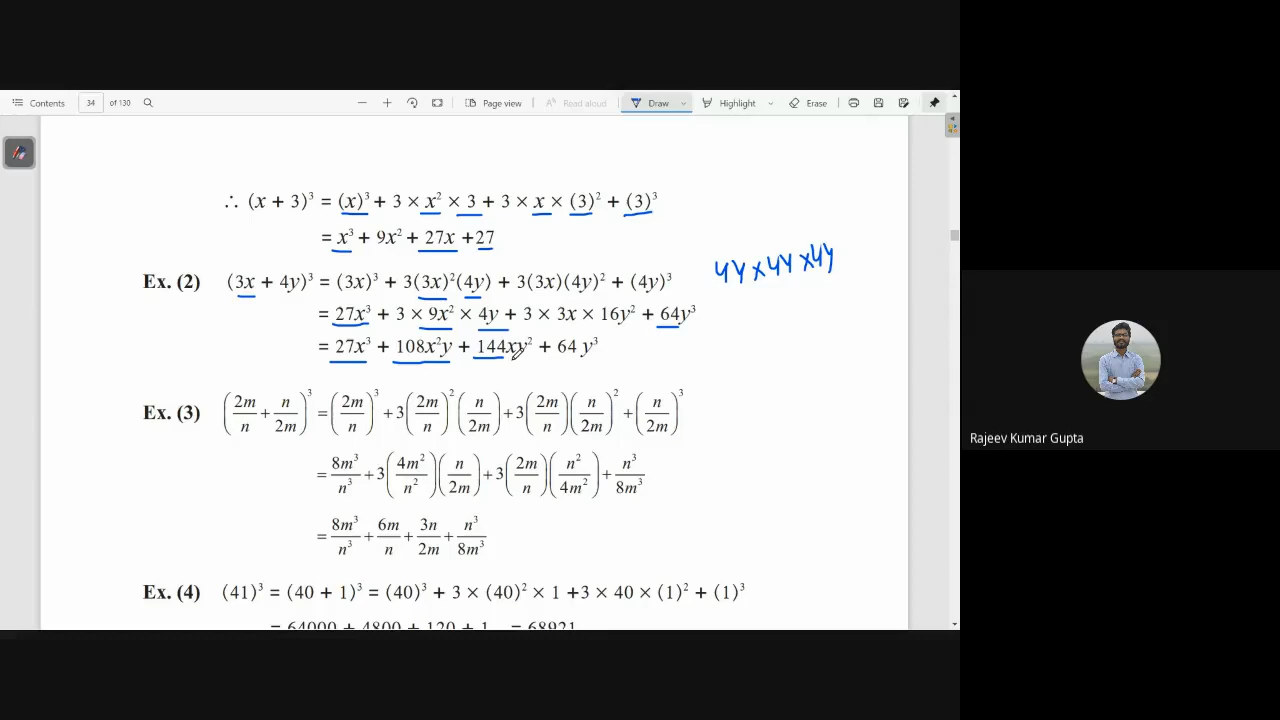 Contents 34 of 130 Page view Read aloud Draw Highlight Erase
∴ (x + 3)³ = (x)³ + 3 × x² × 3 + 3 × x × (3)² + (3)³
= x³ + 9x² + 27x +27
4y x 4y x 4y
Ex. (2) (3x + 4y)³ = (3x)³ + 3(3x)²(4y) + 3(3x)(4y)² + (4y)³
= 27x³ + 3 × 9x² × 4y + 3 × 3x × 16y² + 64y³
= 27x³ + 108x²y + 144xy² + 64 y³
Ex. (3) (2m/n + n/2m)³ = (2m/n)³ + 3(2m/n)²(n/2m) + 3(2m/n)(n/2m)² + (n/2m)³
= 8m³/n³ + 3(4m²/n²)(n/2m) + 3(2m/n)(n²/4m²) + n³/8m³
= 8m³/n³ + 6m/n + 3n/2m + n³/8m³
Ex. (4) (41)³ = (40 + 1)³ = (40)³ + 3 × (40)² × 1 +3 × 40 × (1)² + (1)³
= 64000 + 4800 + 120 + 1 = 68921
Rajeev Kumar Gupta